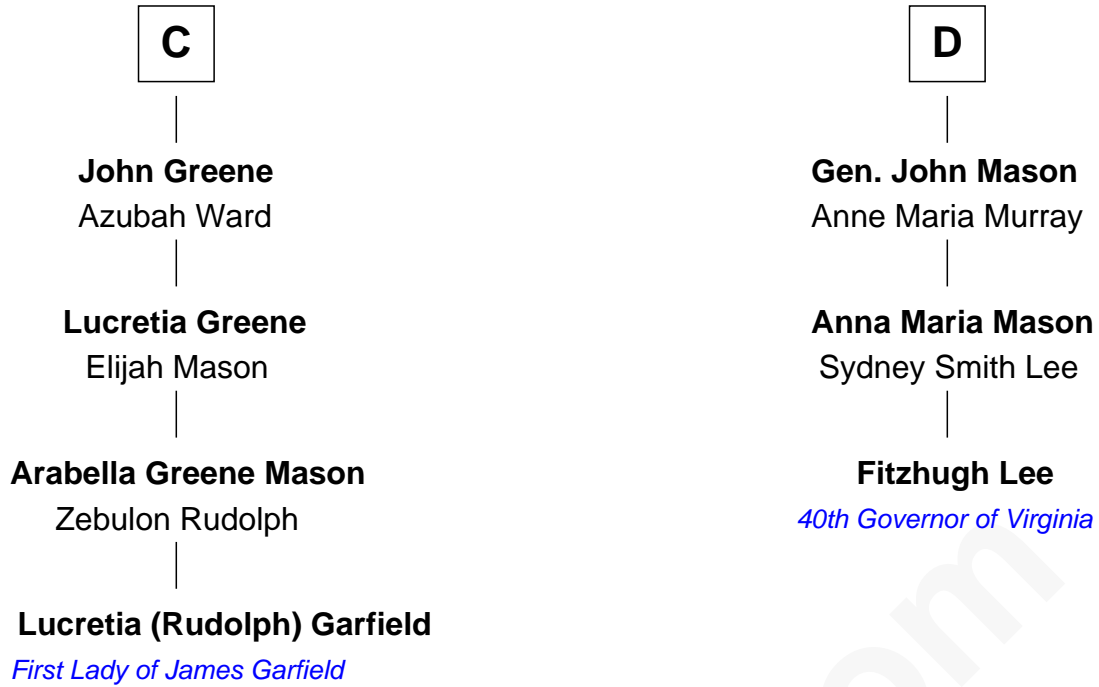 C
John Greene
Azubah Ward
Lucretia Greene
Elijah Mason
Arabella Greene Mason
Zebulon Rudolph
Lucretia (Rudolph) Garfield
First Lady of James Garfield
D
Gen. John Mason
Anne Maria Murray
Anna Maria Mason
Sydney Smith Lee
Fitzhugh Lee
40th Governor of Virginia
om